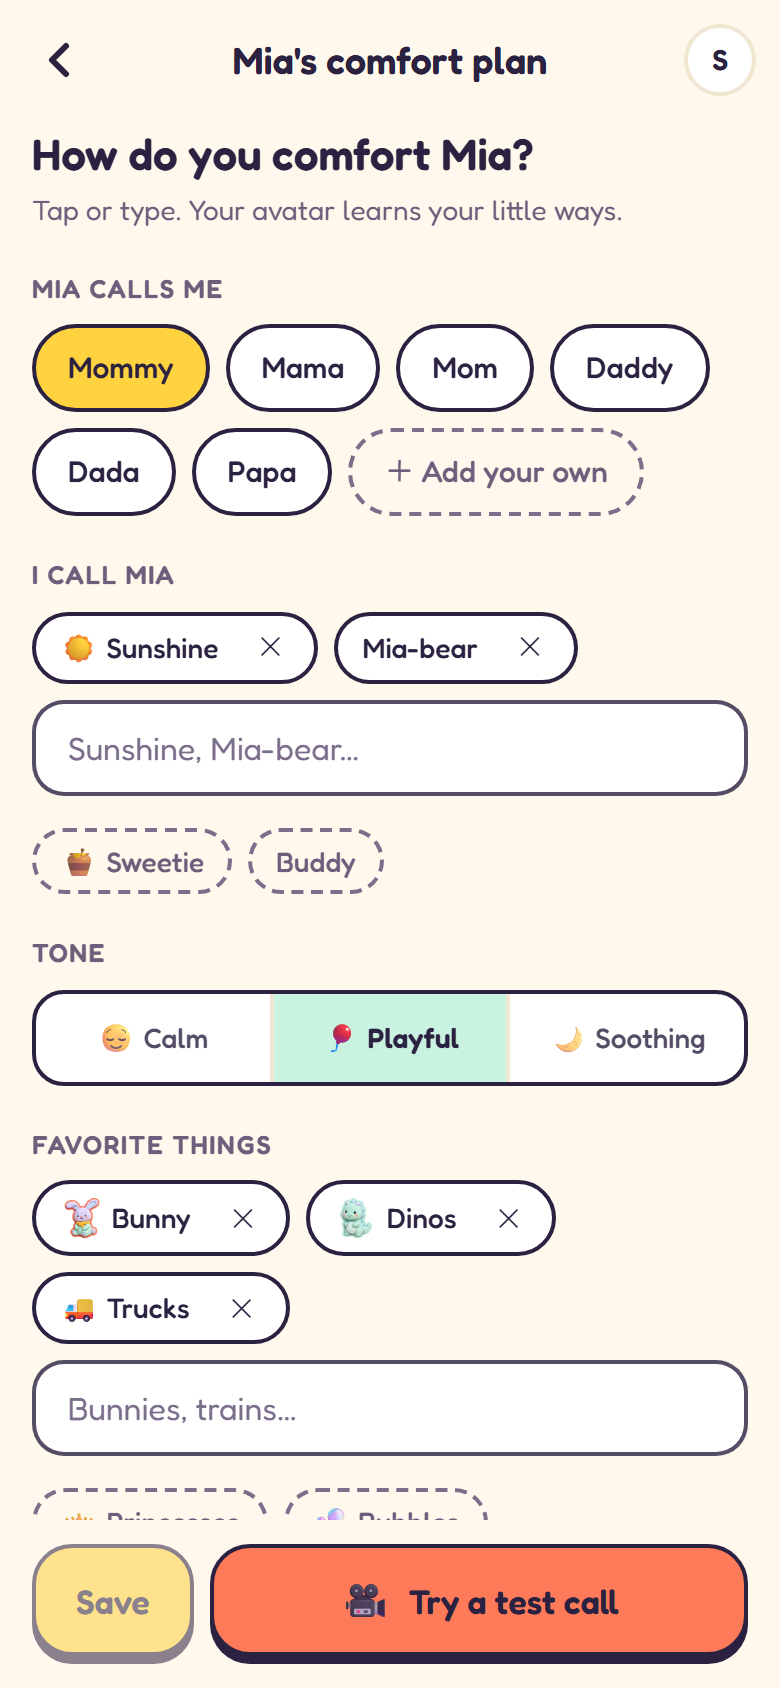 Mia's comfort plan
S
How do you comfort Mia?
Tap or type. Your avatar learns your little ways.
MIA CALLS ME
Mommy Mama Mom Daddy
Dada Papa + Add your own
I CALL MIA
Sunshine Mia-bear
Sunshine, Mia-bear...
Sweetie Buddy
TONE
Calm Playful Soothing
FAVORITE THINGS
Bunny Dinos
Trucks
Bunnies, trains...
Princesses Bubbles
Save Try a test call